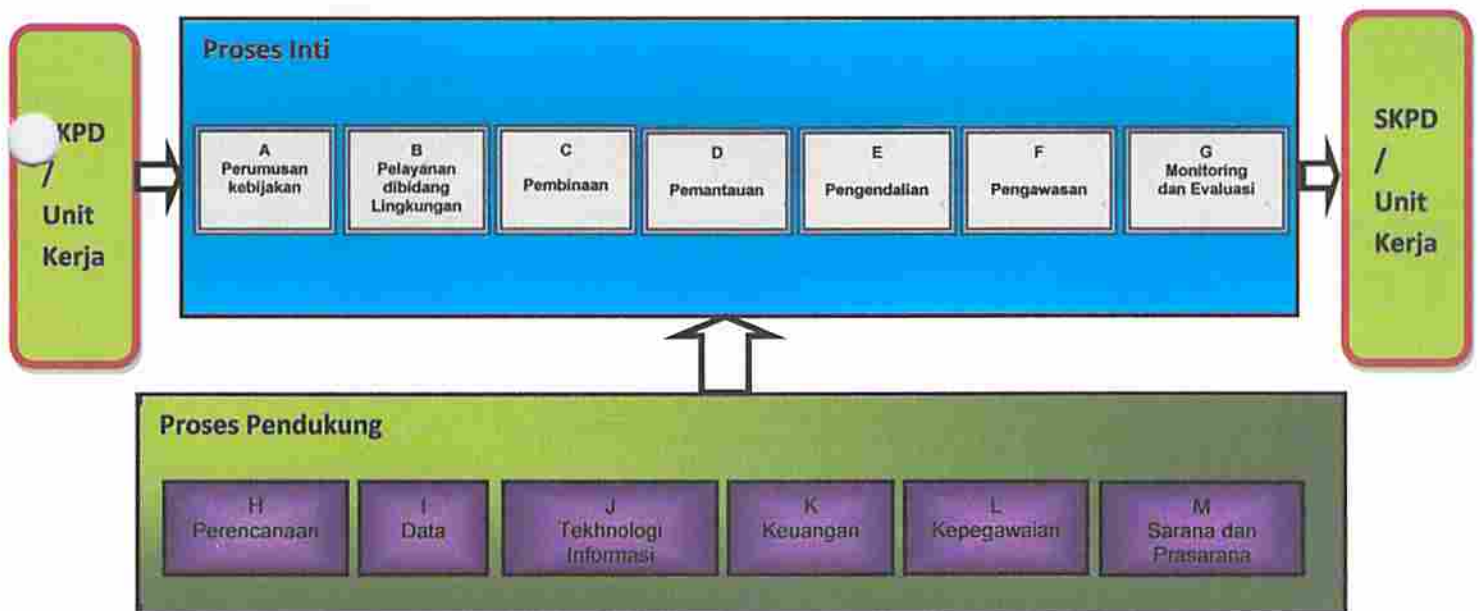 Proses Inti
KPD
/
Unit
Kerja
A
Perumusan
kebijakan
B
Pelayanan
dibidang
Lingkungan
C
Pembinaan
D
Pemantauan
E
Pengendalian
F
Pengawasan
G
Monitoring
dan Evaluasi
SKPD
/
Unit
Kerja
Proses Pendukung
H
Perencanaan
I
Data
J
Tekhnologi
Informasi
K
Keuangan
L
Kepegawaian
M
Sarana dan
Prasarana